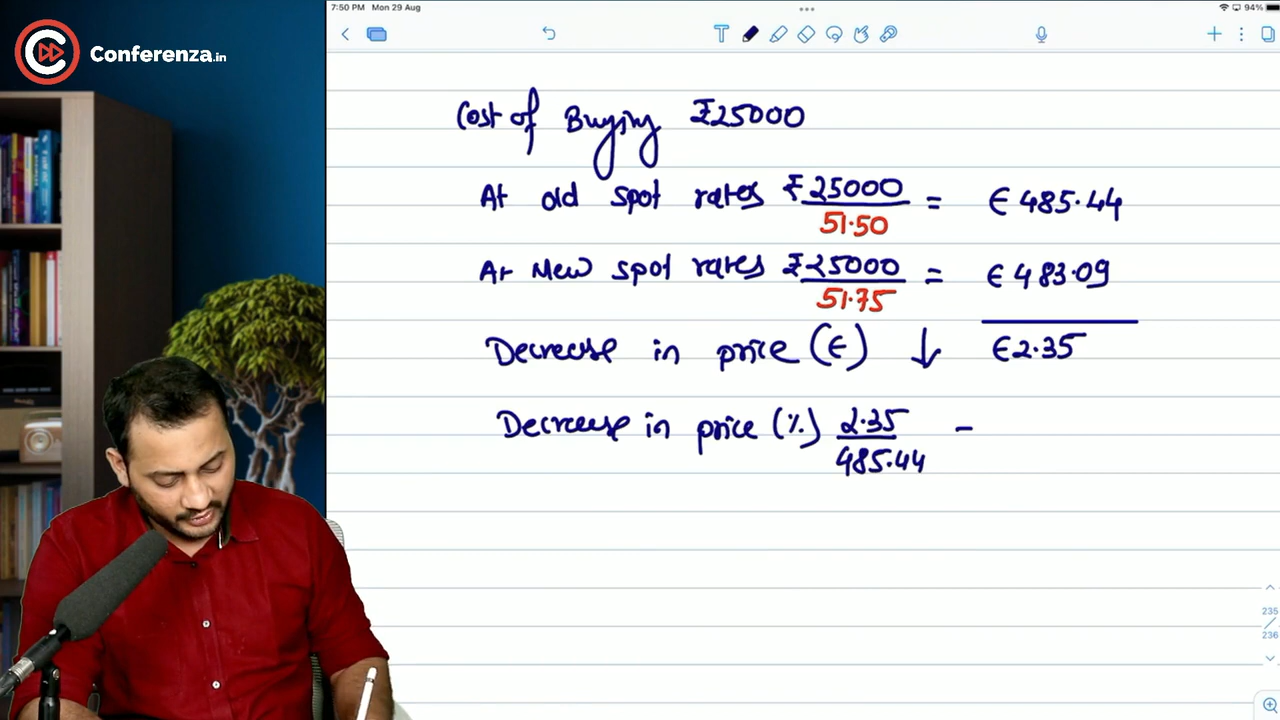 7:50 PM Mon 29 Aug
94%
Conferenza.in
T
Cost of Buying ₹25000
At old spot rates ₹25000/51.50 = € 485.44
At New spot rates ₹25000/51.75 = € 483.09
Decrease in price (€) ↓ €2.35
Decrease in price (%) 2.35/485.44 =
235
236